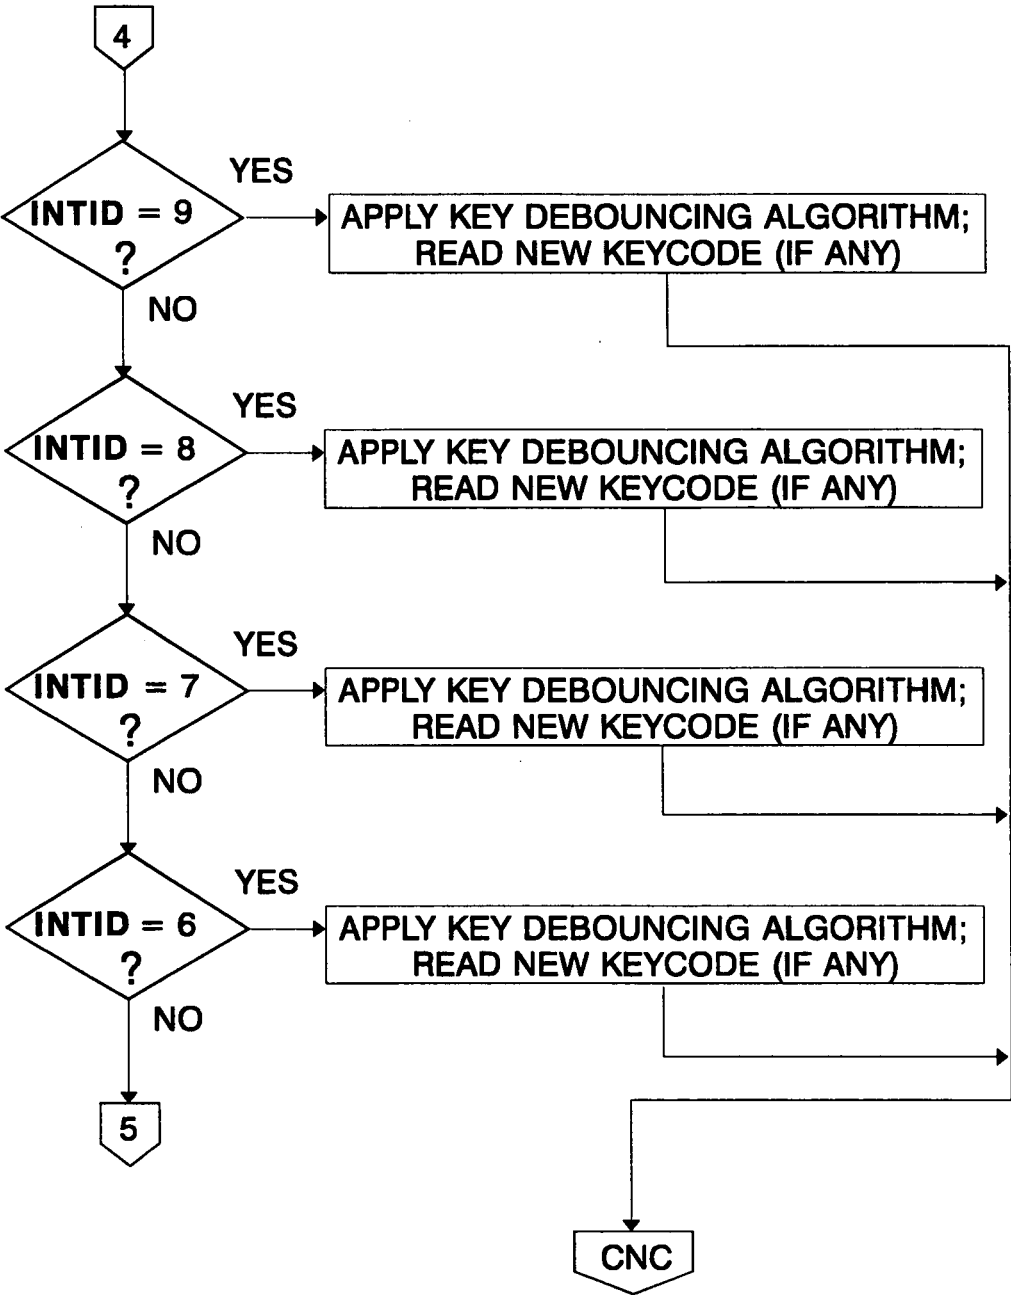 4
YES
INTID = 9
?
APPLY KEY DEBOUNCING ALGORITHM;
READ NEW KEYCODE (IF ANY)
NO
YES
INTID = 8
?
APPLY KEY DEBOUNCING ALGORITHM;
READ NEW KEYCODE (IF ANY)
NO
YES
INTID = 7
?
APPLY KEY DEBOUNCING ALGORITHM;
READ NEW KEYCODE (IF ANY)
NO
YES
INTID = 6
?
APPLY KEY DEBOUNCING ALGORITHM;
READ NEW KEYCODE (IF ANY)
NO
5
CNC